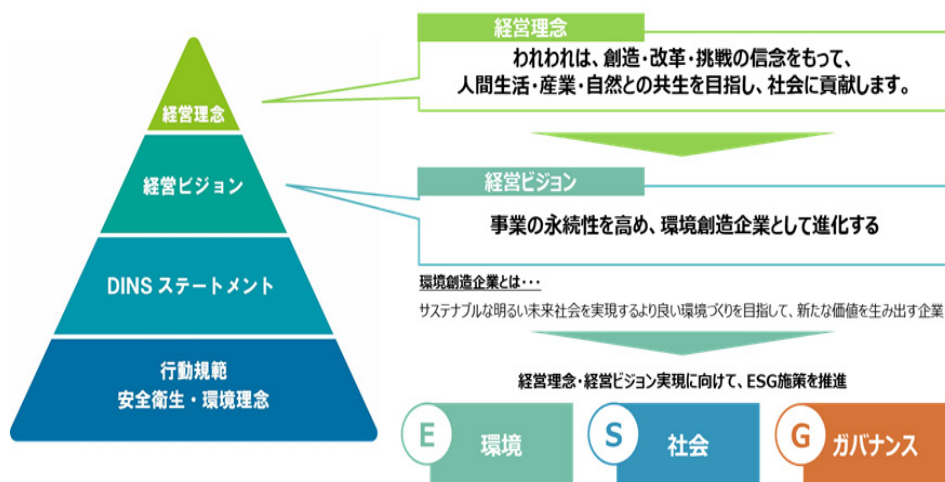 経営理念
経営ビジョン
DINS ステートメント
行動規範
安全衛生・環境理念
経営理念
われわれは、創造・改革・挑戦の信念をもって、
人間生活・産業・自然との共生を目指し、社会に貢献します。
経営ビジョン
事業の永続性を高め、環境創造企業として進化する
環境創造企業とは・・・
サステナブルな明るい未来社会を実現するより良い環境づくりを目指して、新たな価値を生み出す企業
経営理念・経営ビジョン実現に向けて、ESG施策を推進
E 環境
S 社会
G ガバナンス